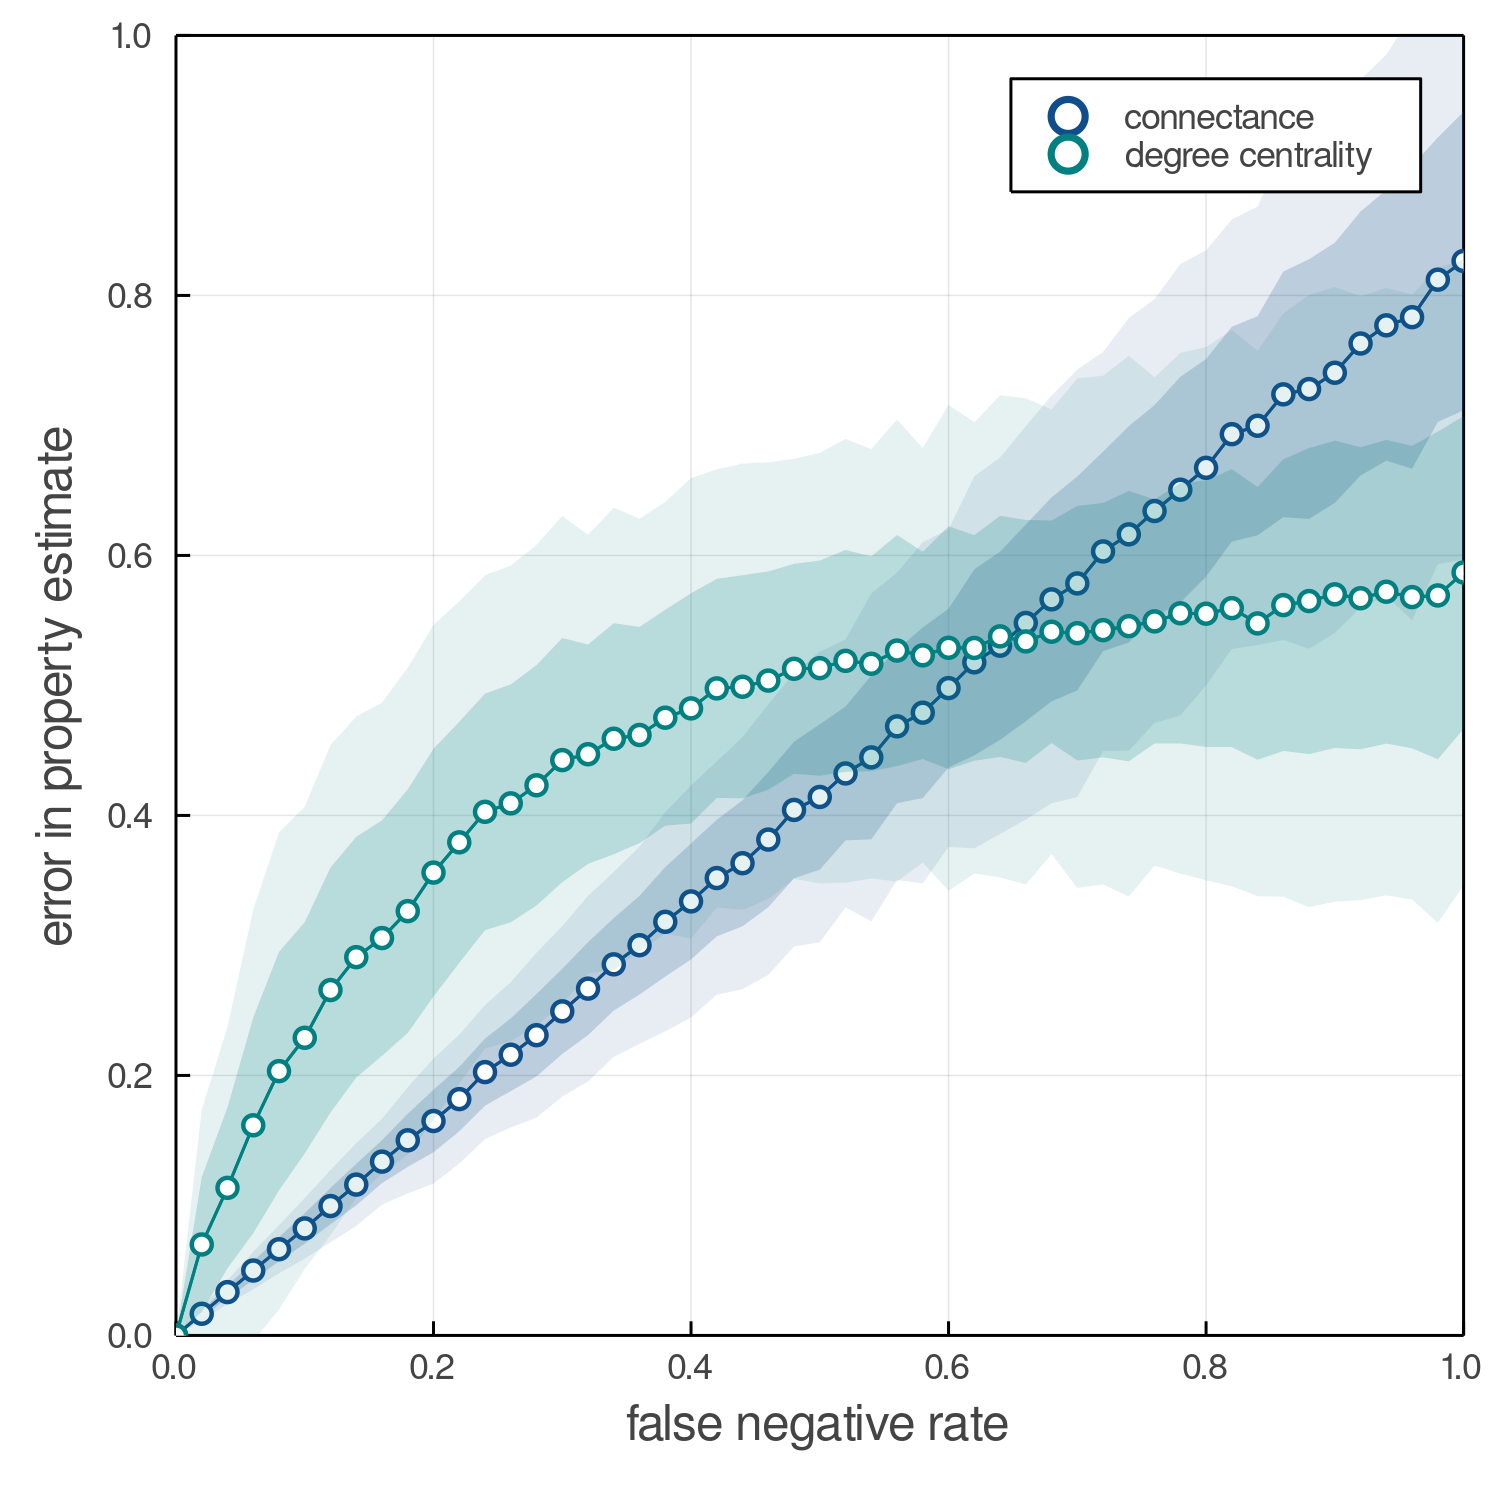 1.0
connectance
degree centrality
0.8
0.6
error in property estimate
0.4
0.2
0.0
0.0 0.2 0.4 0.6 0.8 1.0
false negative rate